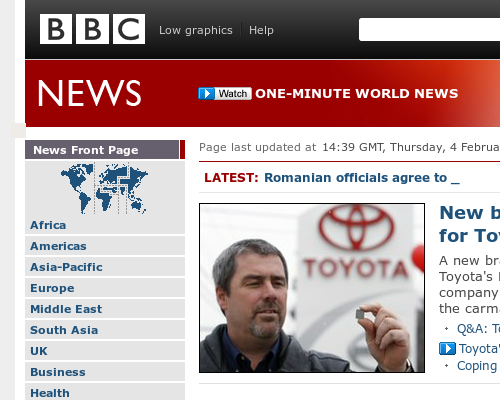 BBC
Low graphics
Help
NEWS
Watch ONE-MINUTE WORLD NEWS
News Front Page
Africa
Americas
Asia-Pacific
Europe
Middle East
South Asia
UK
Business
Health
Page last updated at 14:39 GMT, Thursday, 4 Februa
LATEST: Romanian officials agree to _
TOYOTA
New b
for To
A new br
Toyota's
company
the carm
Q&A: To
Toyota'
Coping